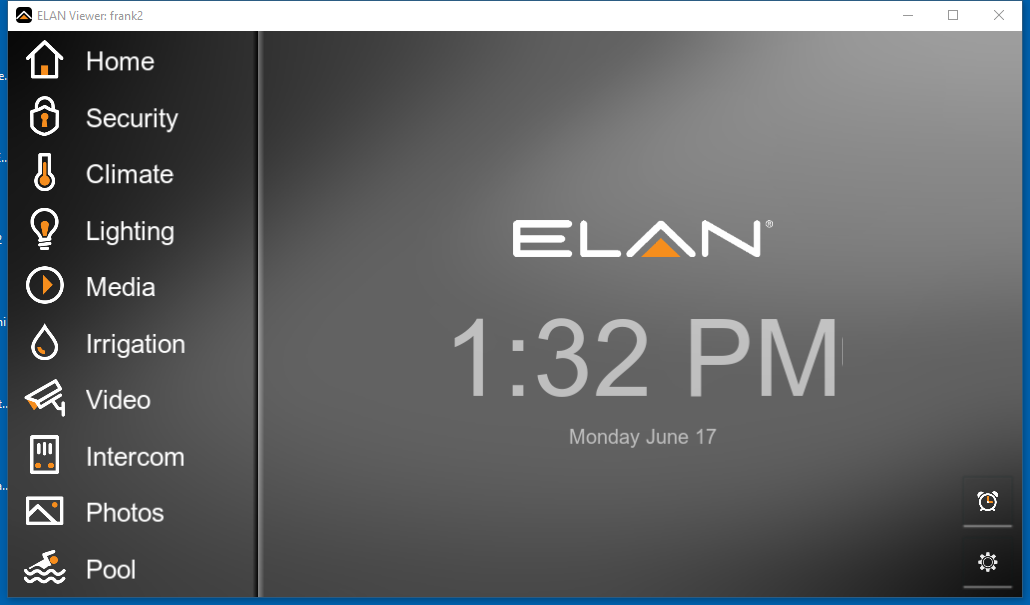 ELAN Viewer: frank2
Home
Security
Climate
Lighting
Media
Irrigation
Video
Intercom
Photos
Pool
ELAN®
1:32 PM
Monday June 17